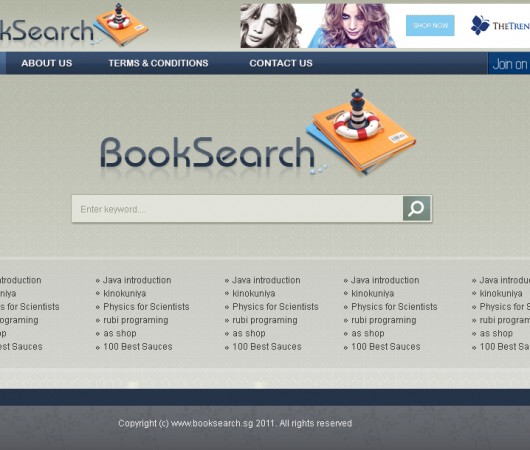 kSearch
SHOP NOW
THETREN
ABOUT US TERMS & CONDITIONS CONTACT US Join on
BookSearch
Enter keyword...
ntroduction » Java introduction » Java introduction » Java introduction » Java introdu
niya » kinokuniya » kinokuniya » kinokuniya » kinokuniya
s for Scientists » Physics for Scientists » Physics for Scientists » Physics for Scientists » Physics for S
rograming » rubi programing » rubi programing » rubi programing » rubi program
op » as shop » as shop » as shop » as shop
est Sauces » 100 Best Sauces » 100 Best Sauces » 100 Best Sauces » 100 Best Sa
Copyright (c) www.booksearch.sg 2011. All rights reserved